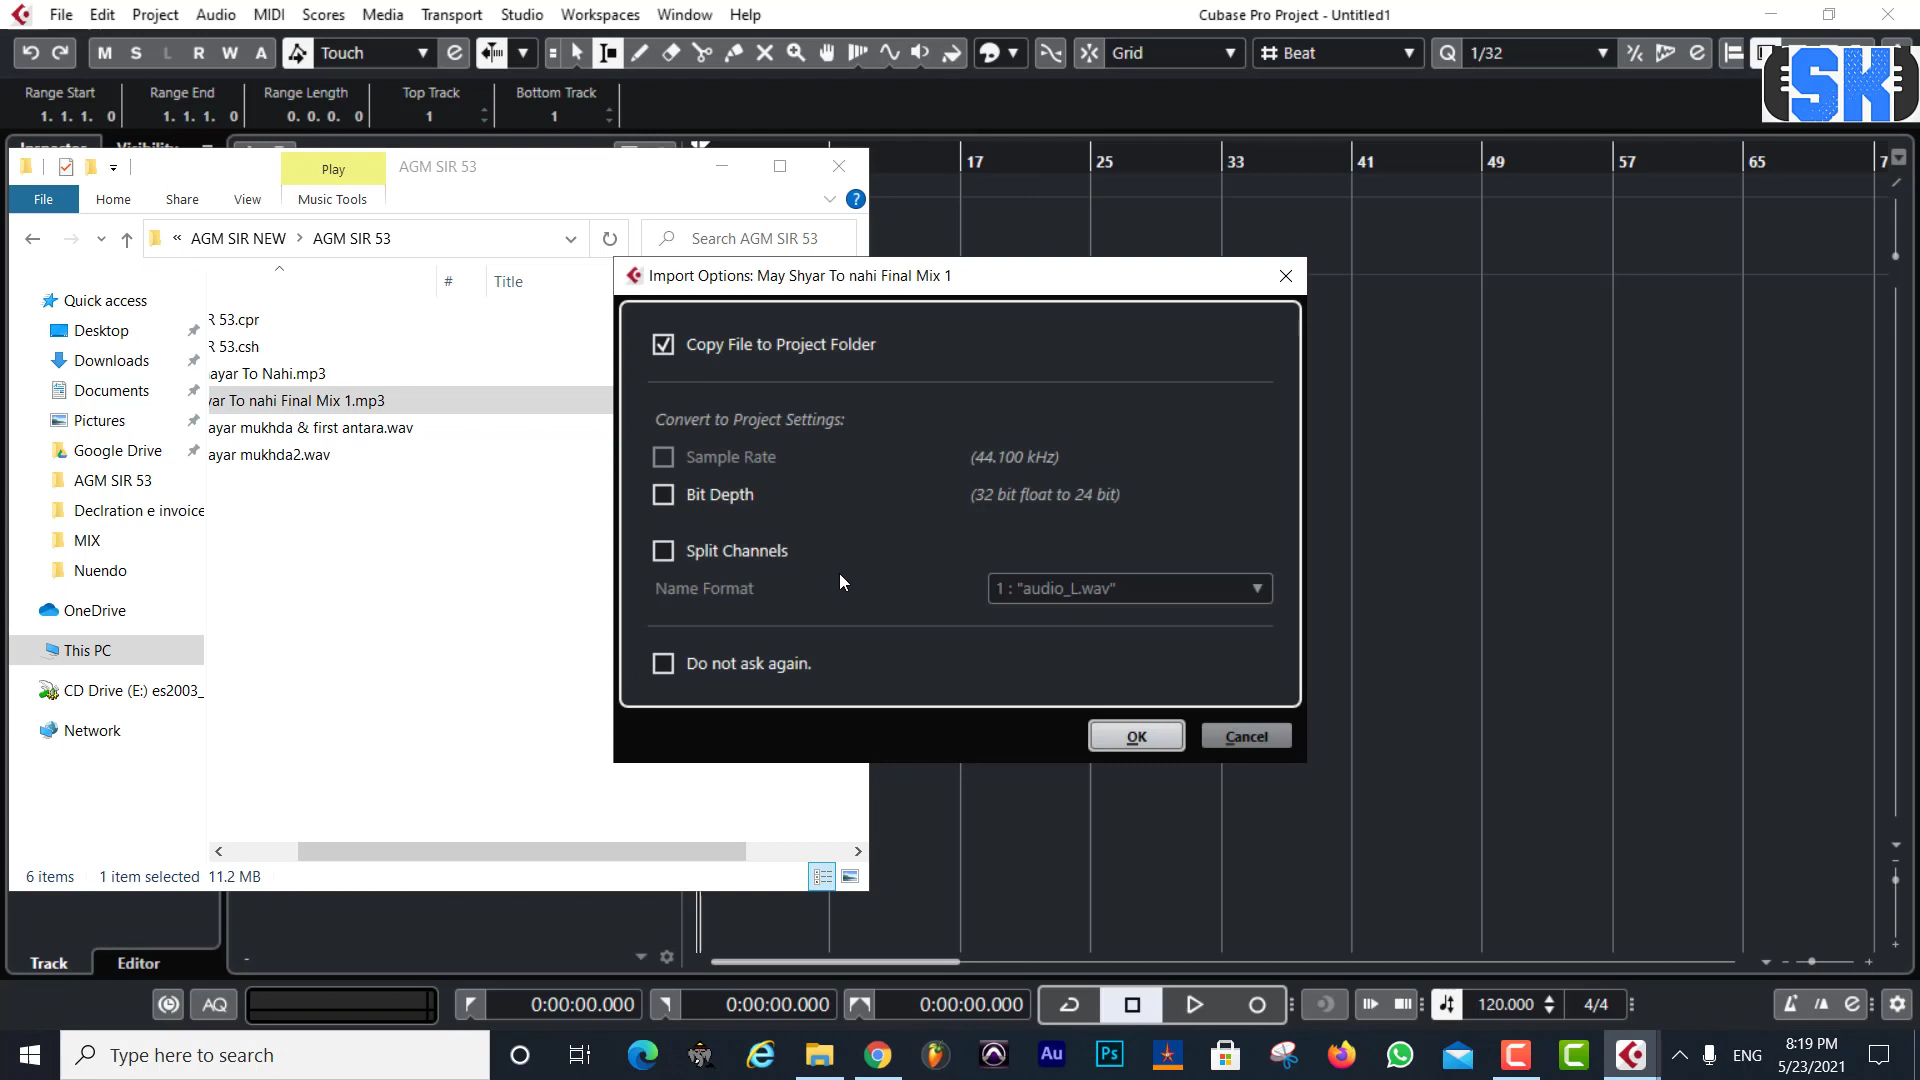 File Edit Project Audio MIDI Scores Media Transport Studio Workspaces Window Help
Cubase Pro Project - Untitled1
M S L R W A Touch Grid Beat Q 1/32
SK
Range Start Range End Range Length Top Track Bottom Track
1. 1. 1. 0 1. 1. 1. 0 0. 0. 0. 0 1 1
17 25 33 41 49 57 65 7
Play AGM SIR 53
File Home Share View Music Tools
« AGM SIR NEW > AGM SIR 53
Search AGM SIR 53
# Title
Quick access
Desktop
Downloads
Documents
Pictures
Google Drive
AGM SIR 53
Declration e invoice
MIX
Nuendo
OneDrive
This PC
CD Drive (E:) es2003_
Network
R 53.cpr
R 53.csh
ayar To Nahi.mp3
yar To nahi Final Mix 1.mp3
ayar mukhda & first antara.wav
ayar mukhda2.wav
6 items 1 item selected 11.2 MB
Import Options: May Shyar To nahi Final Mix 1
Copy File to Project Folder
Convert to Project Settings:
Sample Rate (44.100 kHz)
Bit Depth (32 bit float to 24 bit)
Split Channels
Name Format 1 : "audio_L.wav"
Do not ask again.
OK Cancel
Track Editor -
AQ 0:00:00.000 0:00:00.000 0:00:00.000 120.000 4/4
Type here to search
Au Ps
ENG
8:19 PM
5/23/2021